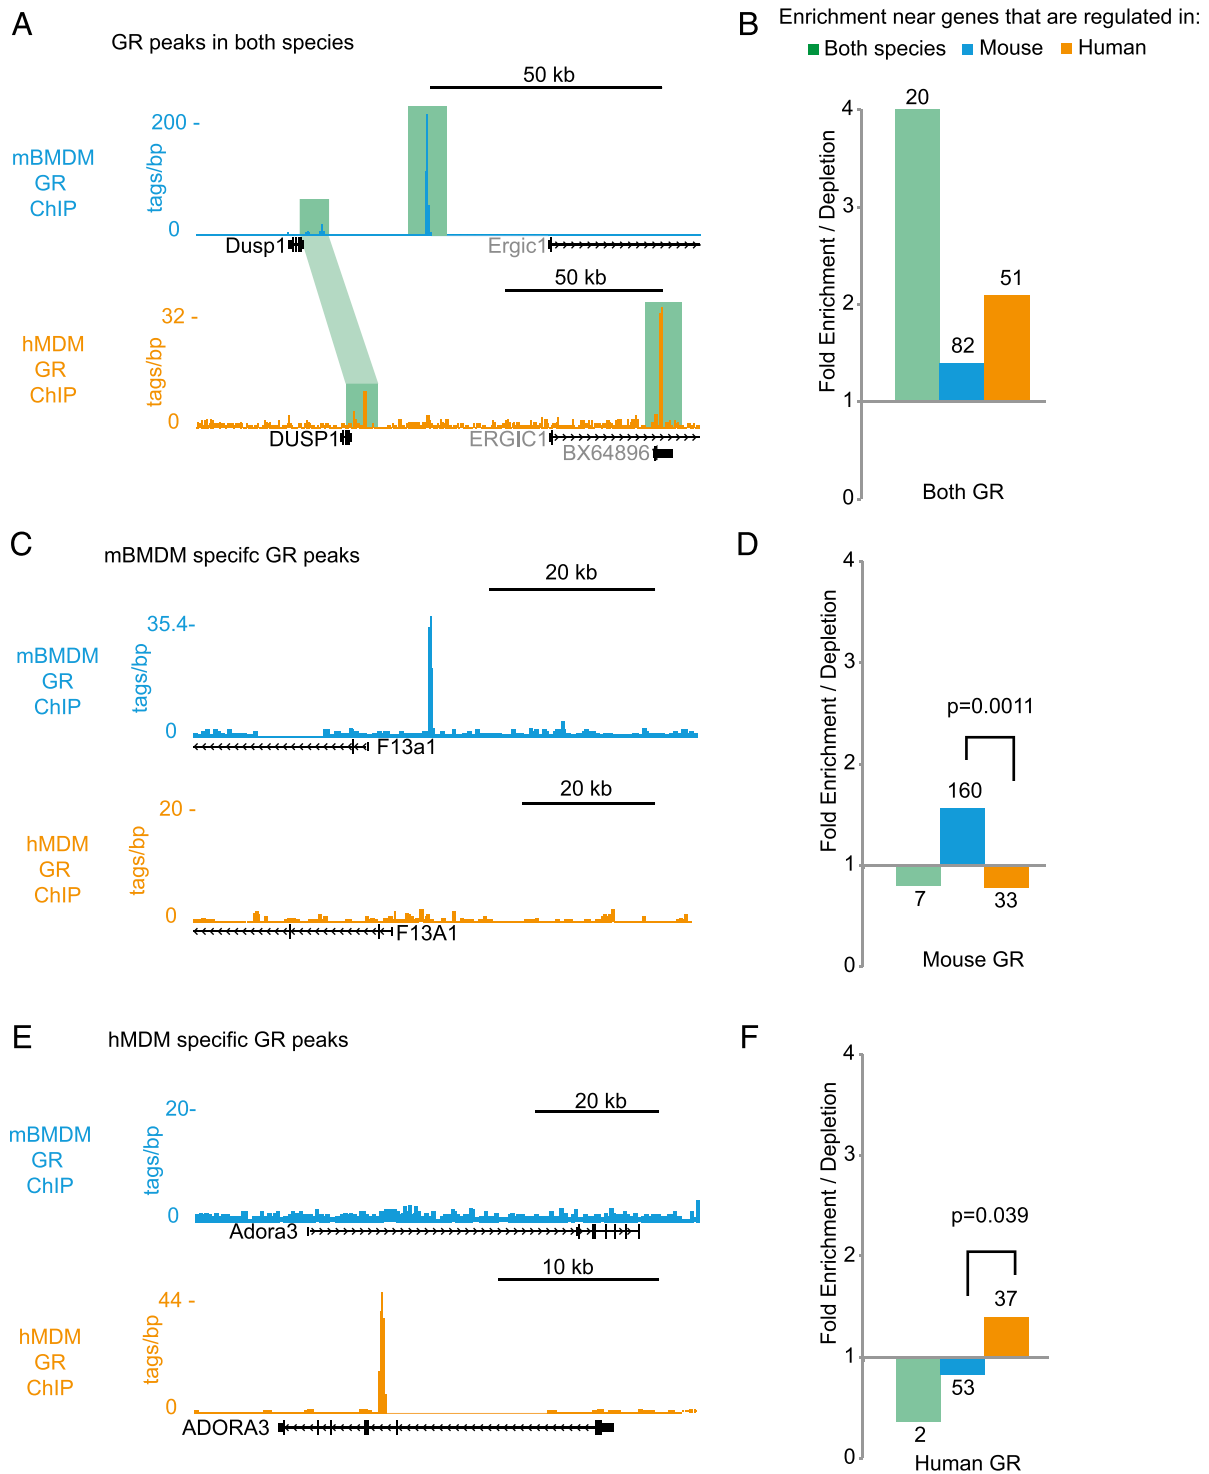 A
GR peaks in both species
50 kb
mBMDM
GR
ChIP
tags/bp
200 -
0
Dusp1
Ergic1
50 kb
hMDM
GR
ChIP
tags/bp
32 -
0
DUSP1
ERGIC1
BX64896
B
Enrichment near genes that are regulated in:
Both species
Mouse
Human
Fold Enrichment / Depletion
4
3
2
1
0
20
82
51
Both GR
C
mBMDM specifc GR peaks
20 kb
mBMDM
GR
ChIP
tags/bp
35.4-
0
F13a1
20 kb
hMDM
GR
ChIP
tags/bp
20 -
0
F13A1
D
Fold Enrichment / Depletion
4
3
2
1
0
p=0.0011
160
7
33
Mouse GR
E
hMDM specific GR peaks
20 kb
mBMDM
GR
ChIP
tags/bp
20-
0
Adora3
10 kb
hMDM
GR
ChIP
tags/bp
44 -
0
ADORA3
F
Fold Enrichment / Depletion
4
3
2
1
0
p=0.039
37
53
2
Human GR